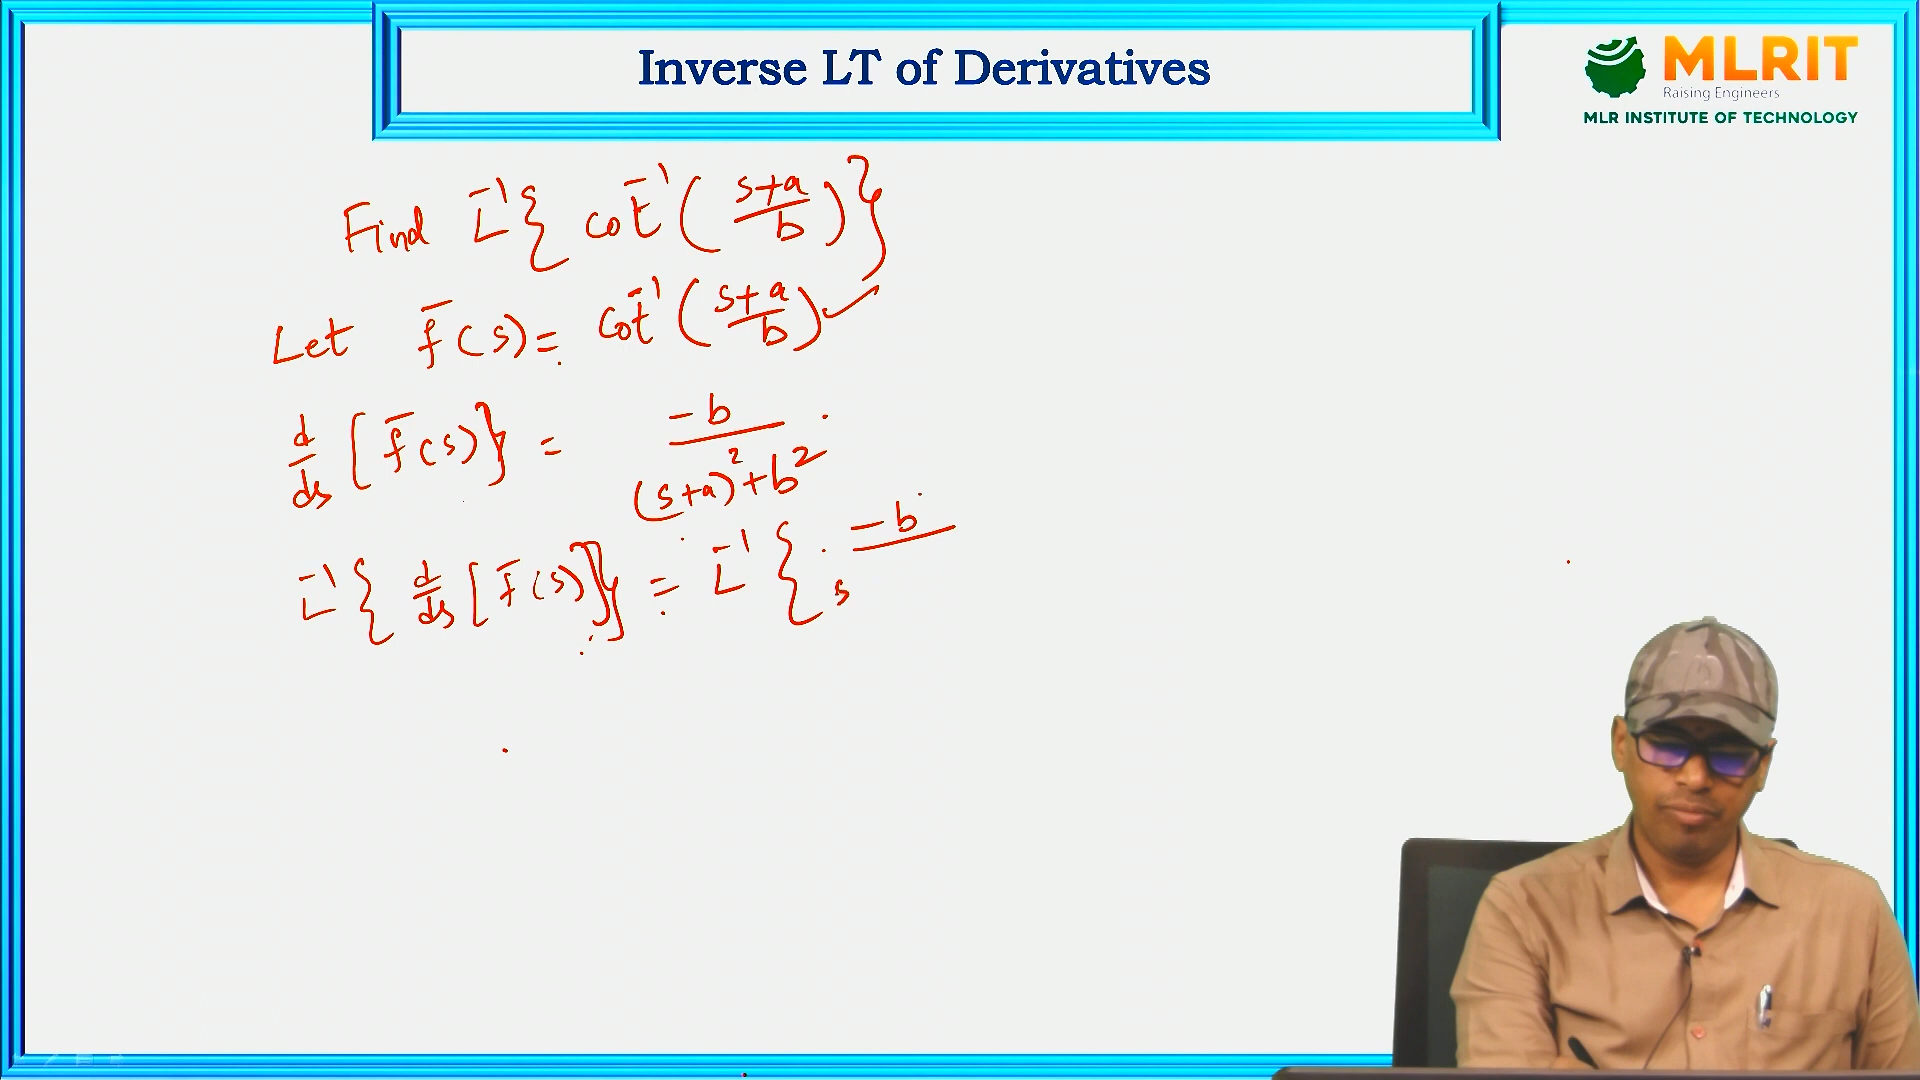 Inverse LT of Derivatives
MLRIT
Raising Engineers
MLR INSTITUTE OF TECHNOLOGY
Find L⁻¹{ cot⁻¹( (s+a)/b ) }
Let f̄(s) = cot⁻¹( (s+a)/b )
d/ds [f̄(s)} = -b / ((s+a)²+b²)
L⁻¹{ d/ds [f̄(s)]} = L⁻¹{ -b / s